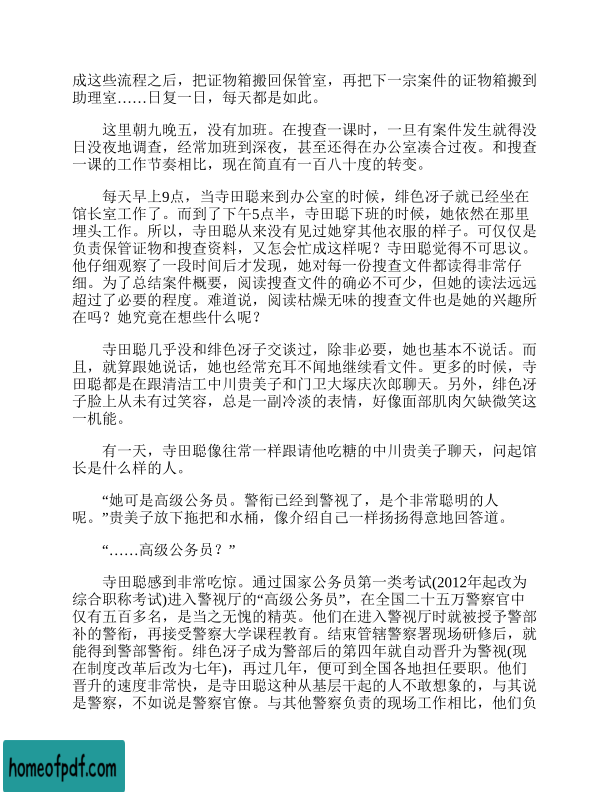 成这些流程之后，把证物箱搬回保管室，再把下一宗案件的证物箱搬到
助理室……日复一日，每天都是如此。
这里朝九晚五，没有加班。在搜查一课时，一旦有案件发生就得没
日没夜地调查，经常加班到深夜，甚至还得在办公室凑合过夜。和搜查
一课的工作节奏相比，现在简直有一百八十度的转变。
每天早上9点，当寺田聪来到办公室的时候，绯色冴子就已经坐在
馆长室工作了。而到了下午5点半，寺田聪下班的时候，她依然在那里
埋头工作。所以，寺田聪从来没有见过她穿其他衣服的样子。可仅仅是
负责保管证物和搜查资料，又怎会忙成这样呢？寺田聪觉得不可思议。
他仔细观察了一段时间后才发现，她对每一份搜查文件都读得非常仔
细。为了总结案件概要，阅读搜查文件的确必不可少，但她的读法远远
超过了必要的程度。难道说，阅读枯燥无味的搜查文件也是她的兴趣所
在吗？她究竟在想些什么呢？
寺田聪几乎没和绯色冴子交谈过，除非必要，她也基本不说话。而
且，就算跟她说话，她也经常充耳不闻地继续看文件。更多的时候，寺
田聪都是在跟清洁工中川贵美子和门卫大塚庆次郎聊天。另外，绯色冴
子脸上从未有过笑容，总是一副冷淡的表情，好像面部肌肉欠缺微笑这
一机能。
有一天，寺田聪像往常一样跟请他吃糖的中川贵美子聊天，问起馆
长是什么样的人。
“她可是高级公务员。警衔已经到警视了，是个非常聪明的人
呢。”贵美子放下拖把和水桶，像介绍自己一样扬扬得意地回答道。
“……高级公务员？”
寺田聪感到非常吃惊。通过国家公务员第一类考试(2012年起改为
综合职称考试)进入警视厅的“高级公务员”，在全国二十五万警察官中
仅有五百多名，是当之无愧的精英。他们在进入警视厅时就被授予警部
补的警衔，再接受警察大学课程教育。结束管辖警察署现场研修后，就
能得到警部警衔。绯色冴子成为警部后的第四年就自动晋升为警视(现
在制度改革后改为七年)，再过几年，便可到全国各地担任要职。他们
晋升的速度非常快，是寺田聪这种从基层干起的人不敢想象的，与其说
是警察，不如说是警察官僚。与其他警察负责的现场工作相比，他们负
homeofpdf.com